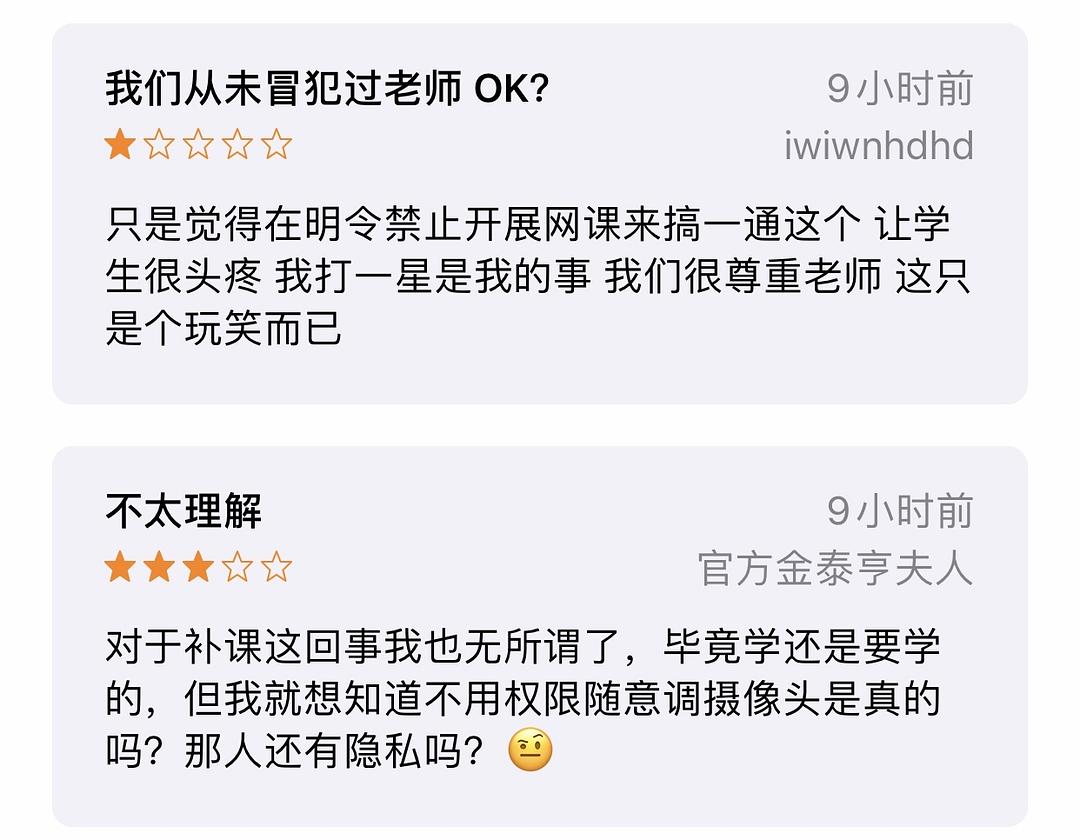 我们从未冒犯过老师 OK?
9小时前
iwiwnhdhd
只是觉得在明令禁止开展网课来搞一通这个 让学
生很头疼 我打一星是我的事 我们很尊重老师 这只
是个玩笑而已
不太理解
9小时前
官方金泰亨夫人
对于补课这回事我也无所谓了，毕竟学还是要学
的，但我就想知道不用权限随意调摄像头是真的
吗？那人还有隐私吗？🤨